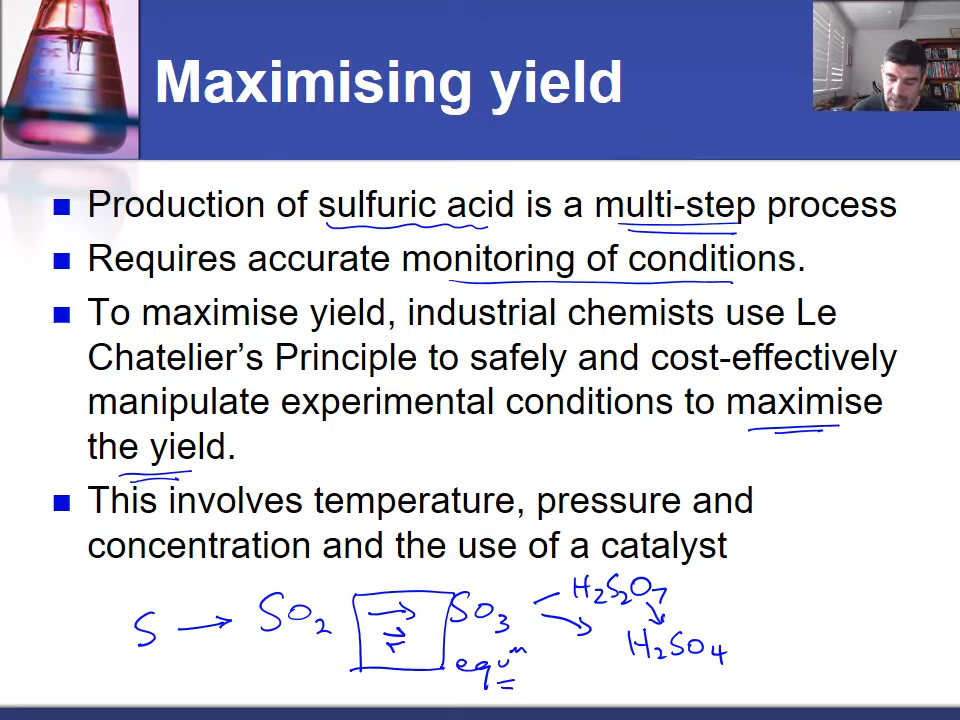 Maximising yield
Production of sulfuric acid is a multi-step process
Requires accurate monitoring of conditions.
To maximise yield, industrial chemists use Le
Chatelier's Principle to safely and cost-effectively
manipulate experimental conditions to maximise
the yield.
This involves temperature, pressure and
concentration and the use of a catalyst
S → SO₂ → ⇌ SO₃ → H₂S₂O₇
H₂SO₄
equᵐ